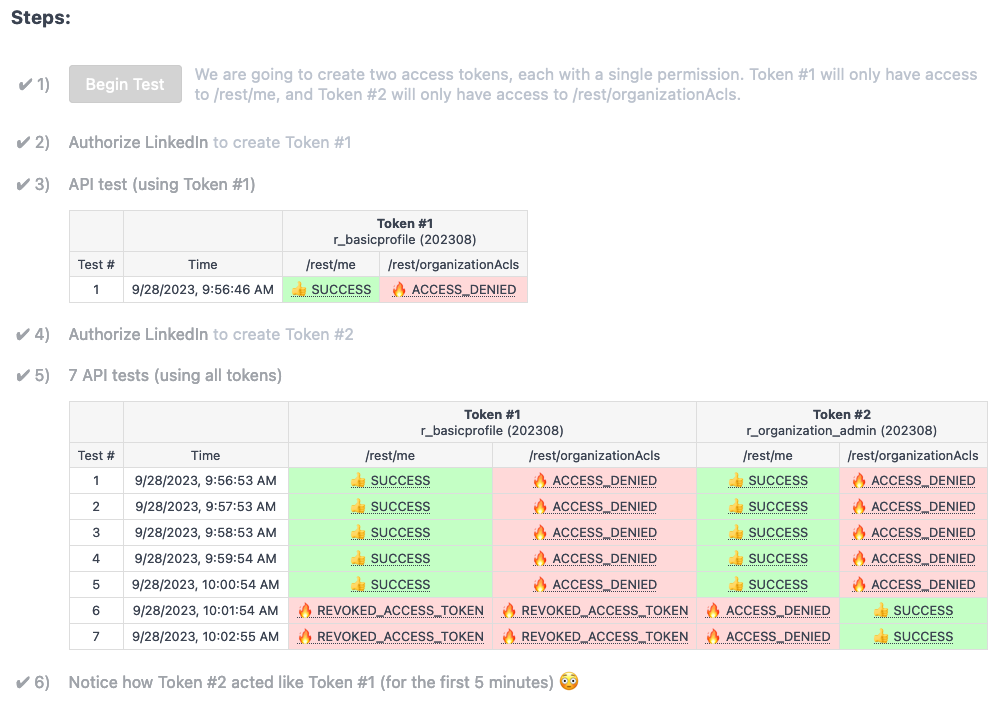 Steps:
✔ 1) Begin Test We are going to create two access tokens, each with a single permission. Token #1 will only have access
to /rest/me, and Token #2 will only have access to /rest/organizationAcls.
✔ 2) Authorize LinkedIn to create Token #1
✔ 3) API test (using Token #1)
Token #1
r_basicprofile (202308)
Test # Time /rest/me /rest/organizationAcls
1 9/28/2023, 9:56:46 AM 👍 SUCCESS 🔥 ACCESS_DENIED
✔ 4) Authorize LinkedIn to create Token #2
✔ 5) 7 API tests (using all tokens)
Token #1 Token #2
r_basicprofile (202308) r_organization_admin (202308)
Test # Time /rest/me /rest/organizationAcls /rest/me /rest/organizationAcls
1 9/28/2023, 9:56:53 AM 👍 SUCCESS 🔥 ACCESS_DENIED 👍 SUCCESS 🔥 ACCESS_DENIED
2 9/28/2023, 9:57:53 AM 👍 SUCCESS 🔥 ACCESS_DENIED 👍 SUCCESS 🔥 ACCESS_DENIED
3 9/28/2023, 9:58:53 AM 👍 SUCCESS 🔥 ACCESS_DENIED 👍 SUCCESS 🔥 ACCESS_DENIED
4 9/28/2023, 9:59:54 AM 👍 SUCCESS 🔥 ACCESS_DENIED 👍 SUCCESS 🔥 ACCESS_DENIED
5 9/28/2023, 10:00:54 AM 👍 SUCCESS 🔥 ACCESS_DENIED 👍 SUCCESS 🔥 ACCESS_DENIED
6 9/28/2023, 10:01:54 AM 🔥 REVOKED_ACCESS_TOKEN 🔥 REVOKED_ACCESS_TOKEN 🔥 ACCESS_DENIED 👍 SUCCESS
7 9/28/2023, 10:02:55 AM 🔥 REVOKED_ACCESS_TOKEN 🔥 REVOKED_ACCESS_TOKEN 🔥 ACCESS_DENIED 👍 SUCCESS
✔ 6) Notice how Token #2 acted like Token #1 (for the first 5 minutes) 😳